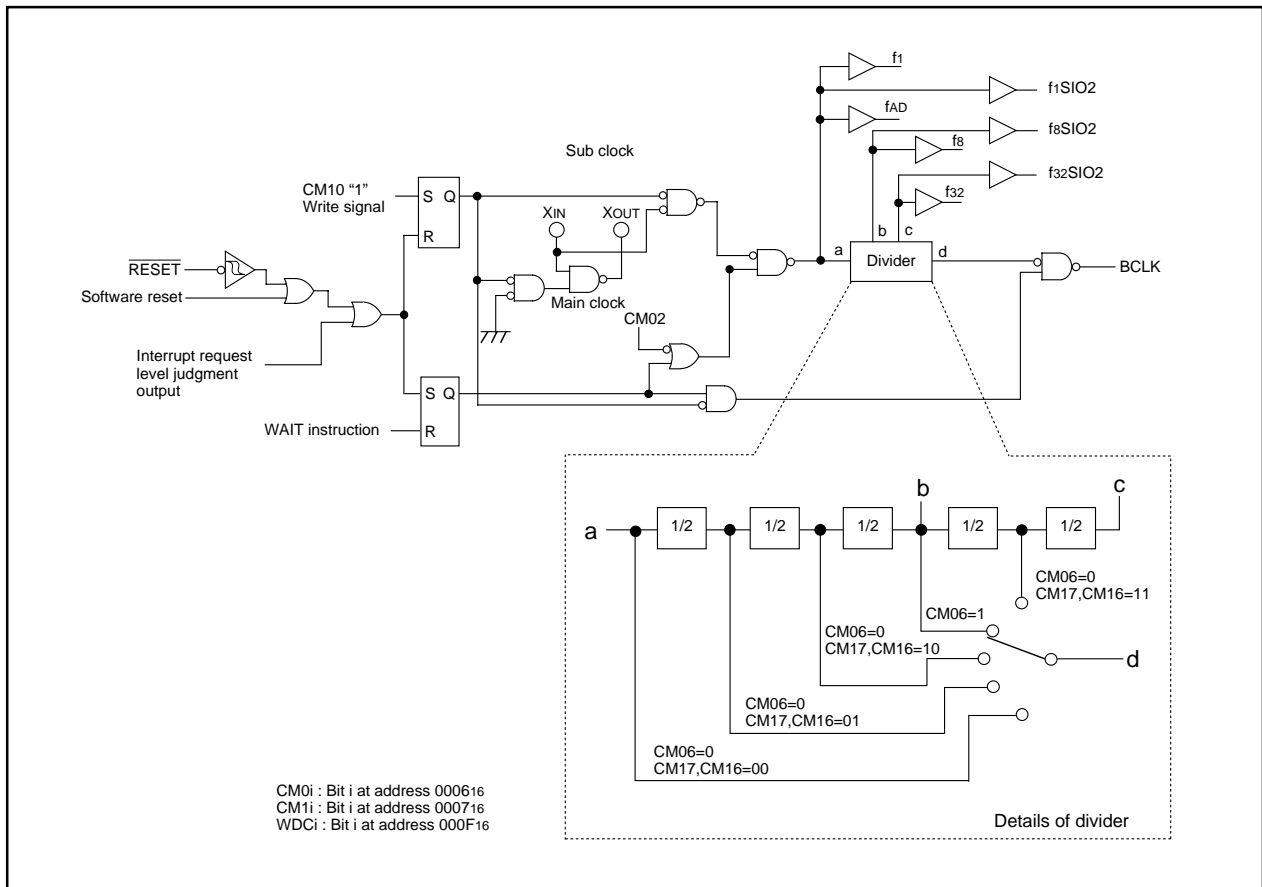 f1
f1SIO2
fAD
f8SIO2
f8
f32SIO2
f32
Sub clock
CM10 “1”
Write signal
S Q
R
XIN
XOUT
RESET
Software reset
Main clock
CM02
Interrupt request
level judgment
output
S Q
R
WAIT instruction
b
c
a
Divider
d
BCLK
a
1/2
1/2
1/2
b
1/2
1/2
c
CM06=0
CM17,CM16=11
CM06=1
CM06=0
CM17,CM16=10
d
CM06=0
CM17,CM16=01
CM06=0
CM17,CM16=00
CM0i : Bit i at address 000616
CM1i : Bit i at address 000716
WDCi : Bit i at address 000F16
Details of divider